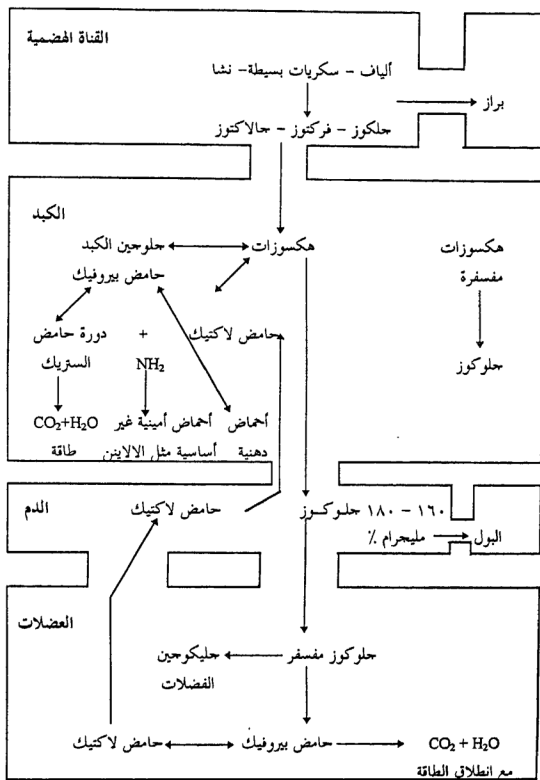 القناة الهضمية
ألياف - سكريات بسيطة - نشا
براز
جلكوز - فركتوز - جالاكتوز
الكبد
هكسوزات
جلوجين الكبد
هكسوزات
مفسفرة
حامض بيروفيك
حامض لاكتيك
+
دورة حامض
الستريك
NH₂
جلوكوز
أحماض
دهنية
أحماض أمينية غير
أساسية مثل الالاينن
CO₂+H₂O
طاقة
الدم
حامض لاكتيك
١٦٠ - ١٨٠ جلوكوز
مليجرام %
البول
العضلات
جلوكوز مفسفر
جليكوجين
الفضلات
حامض لاكتيك
حامض بيروفيك
CO₂ + H₂O
مع انطلاق الطاقة